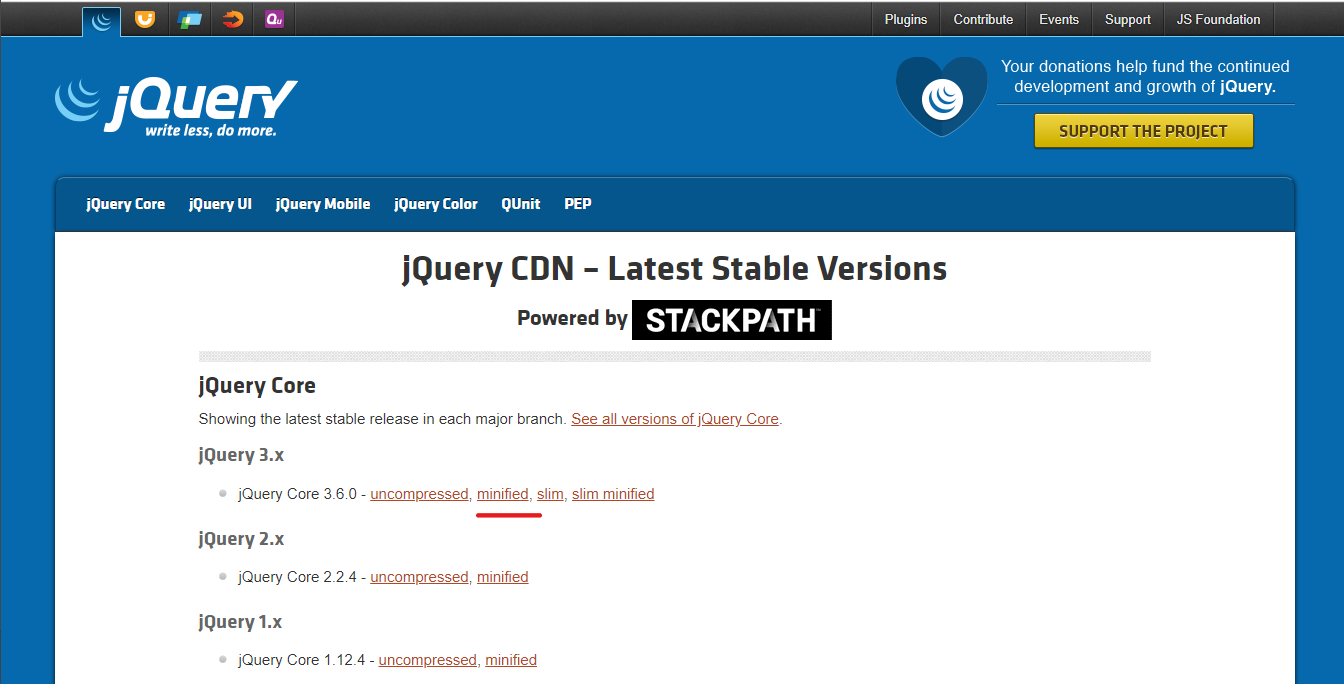 Plugins Contribute Events Support JS Foundation
Qu
jQuery
write less, do more.
Your donations help fund the continued
development and growth of jQuery.
SUPPORT THE PROJECT
jQuery Core jQuery UI jQuery Mobile jQuery Color QUnit PEP
jQuery CDN – Latest Stable Versions
Powered by STACKPATH
jQuery Core
Showing the latest stable release in each major branch. See all versions of jQuery Core.
jQuery 3.x
jQuery Core 3.6.0 - uncompressed, minified, slim, slim minified
jQuery 2.x
jQuery Core 2.2.4 - uncompressed, minified
jQuery 1.x
jQuery Core 1.12.4 - uncompressed, minified